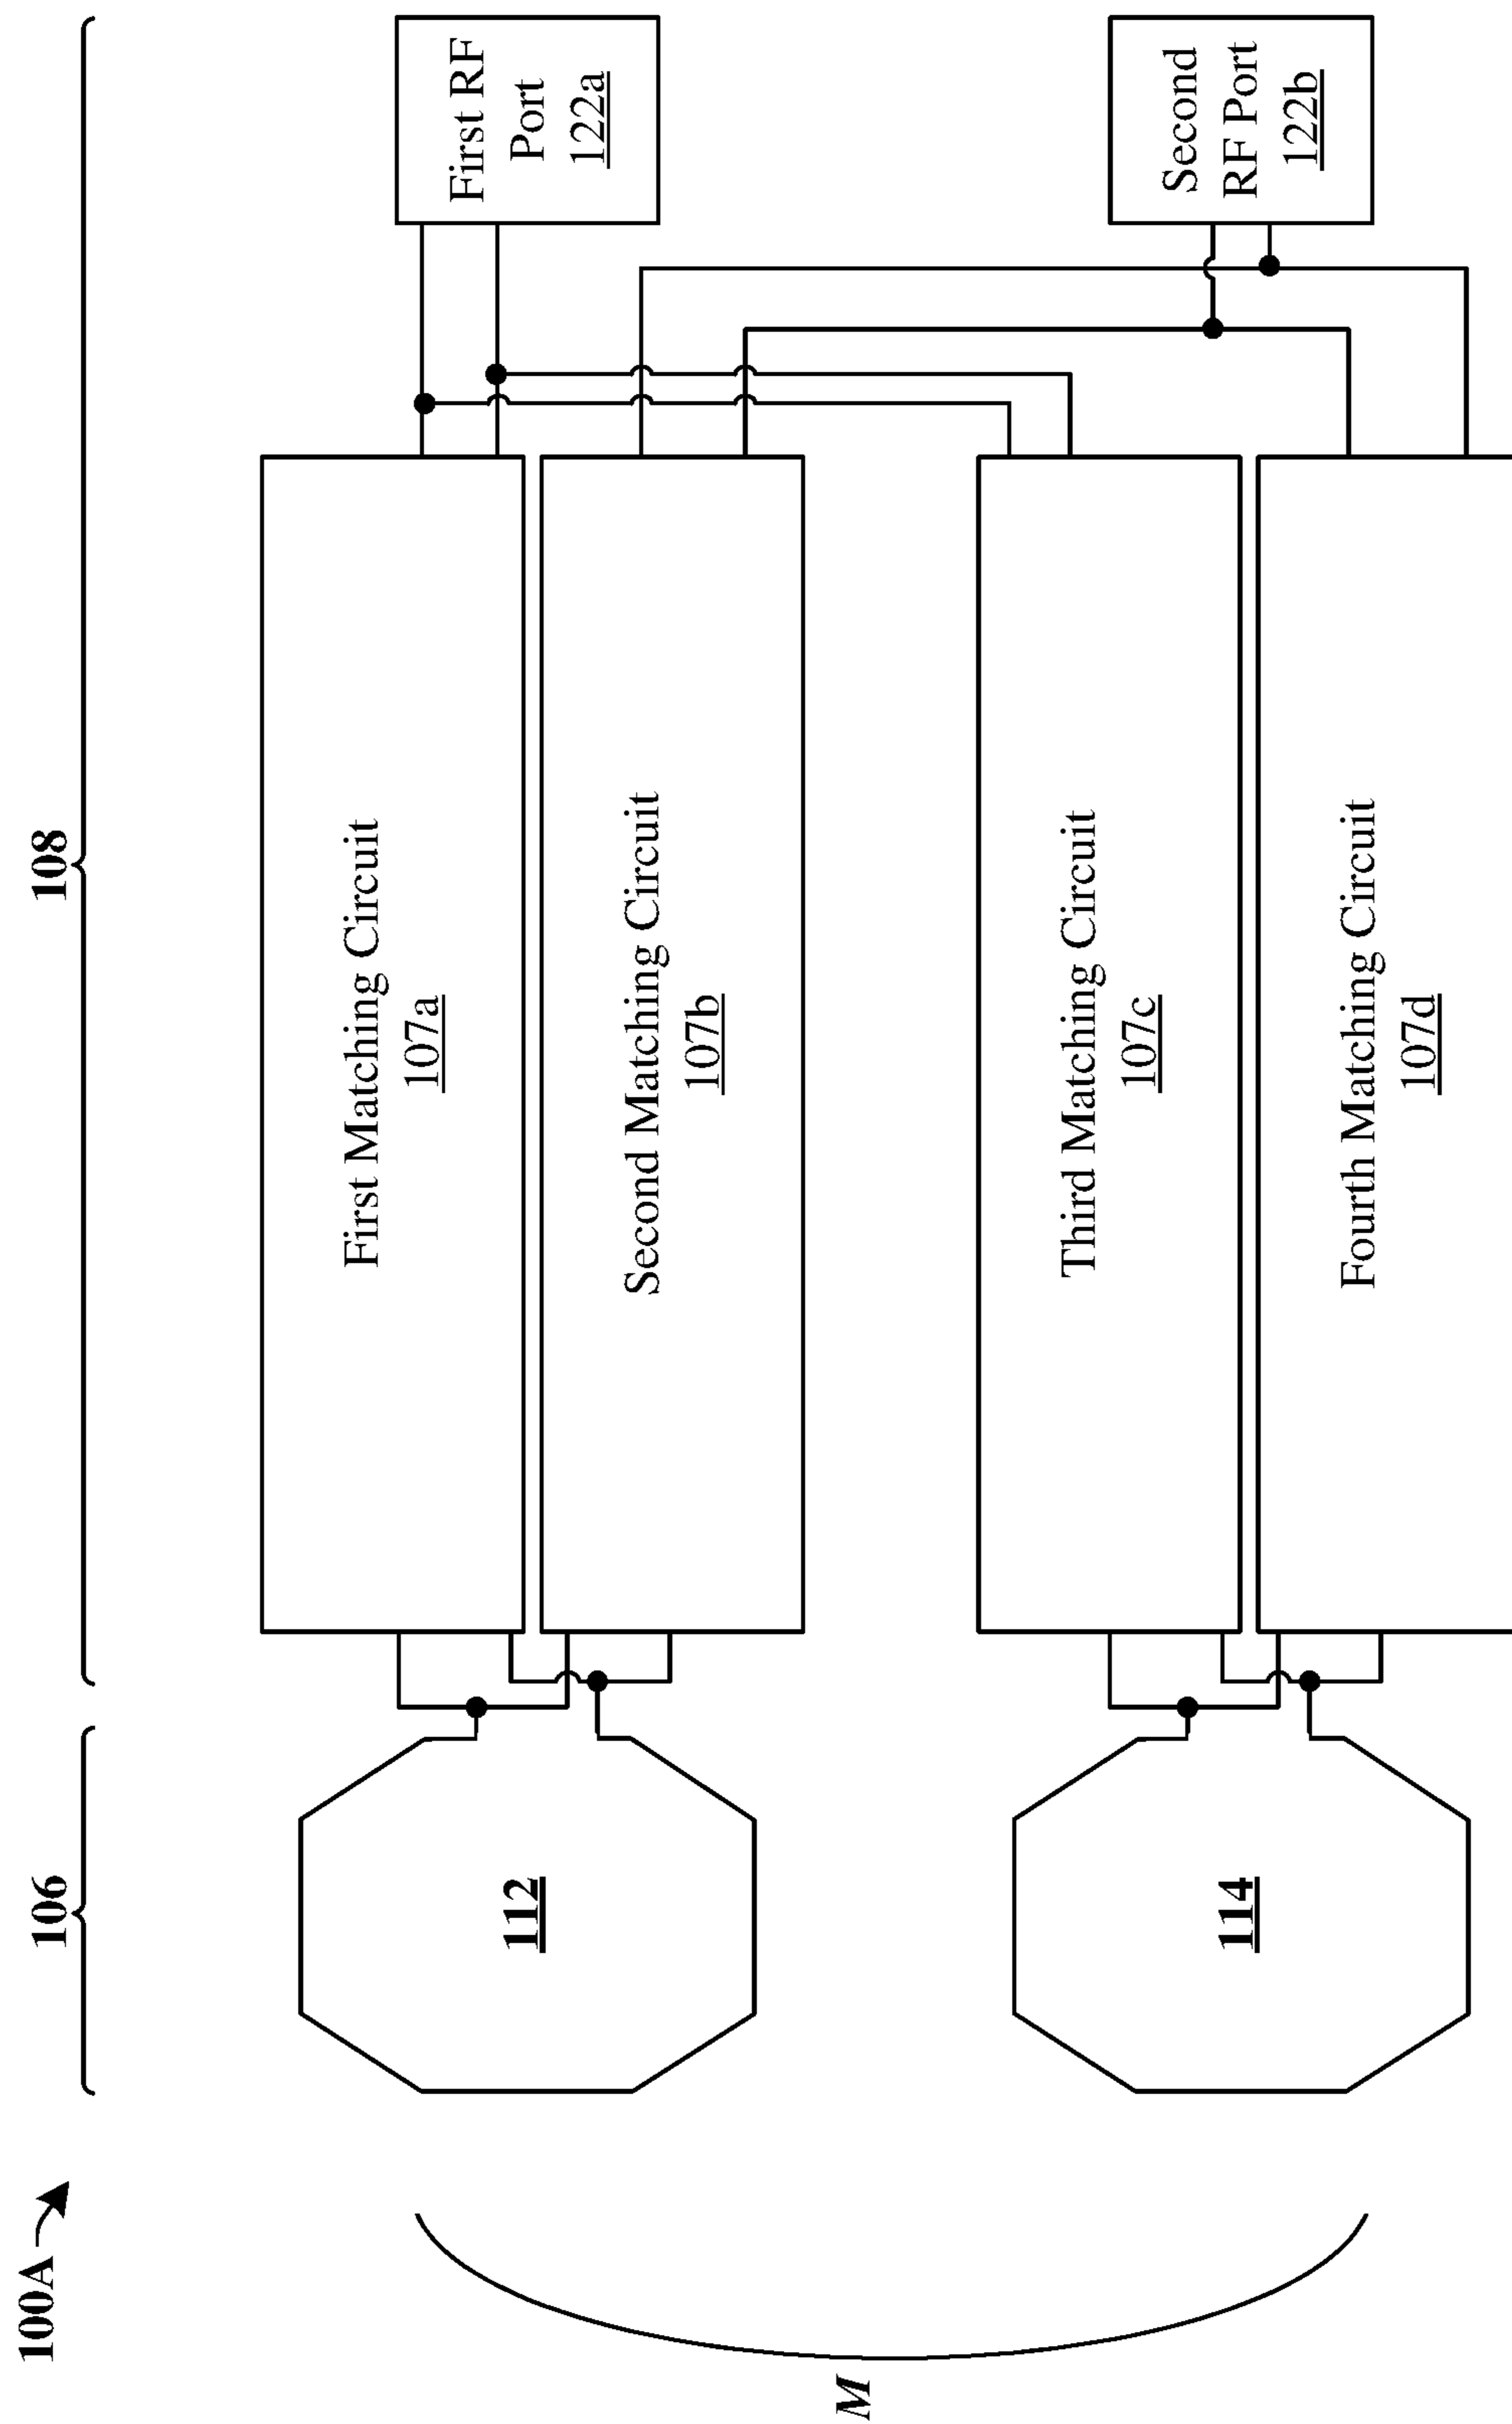 100A
106
108
M
112
First Matching Circuit
107a
First RF
Port
122a
Second Matching Circuit
107b
114
Third Matching Circuit
107c
Second
RF Port
122b
Fourth Matching Circuit
107d